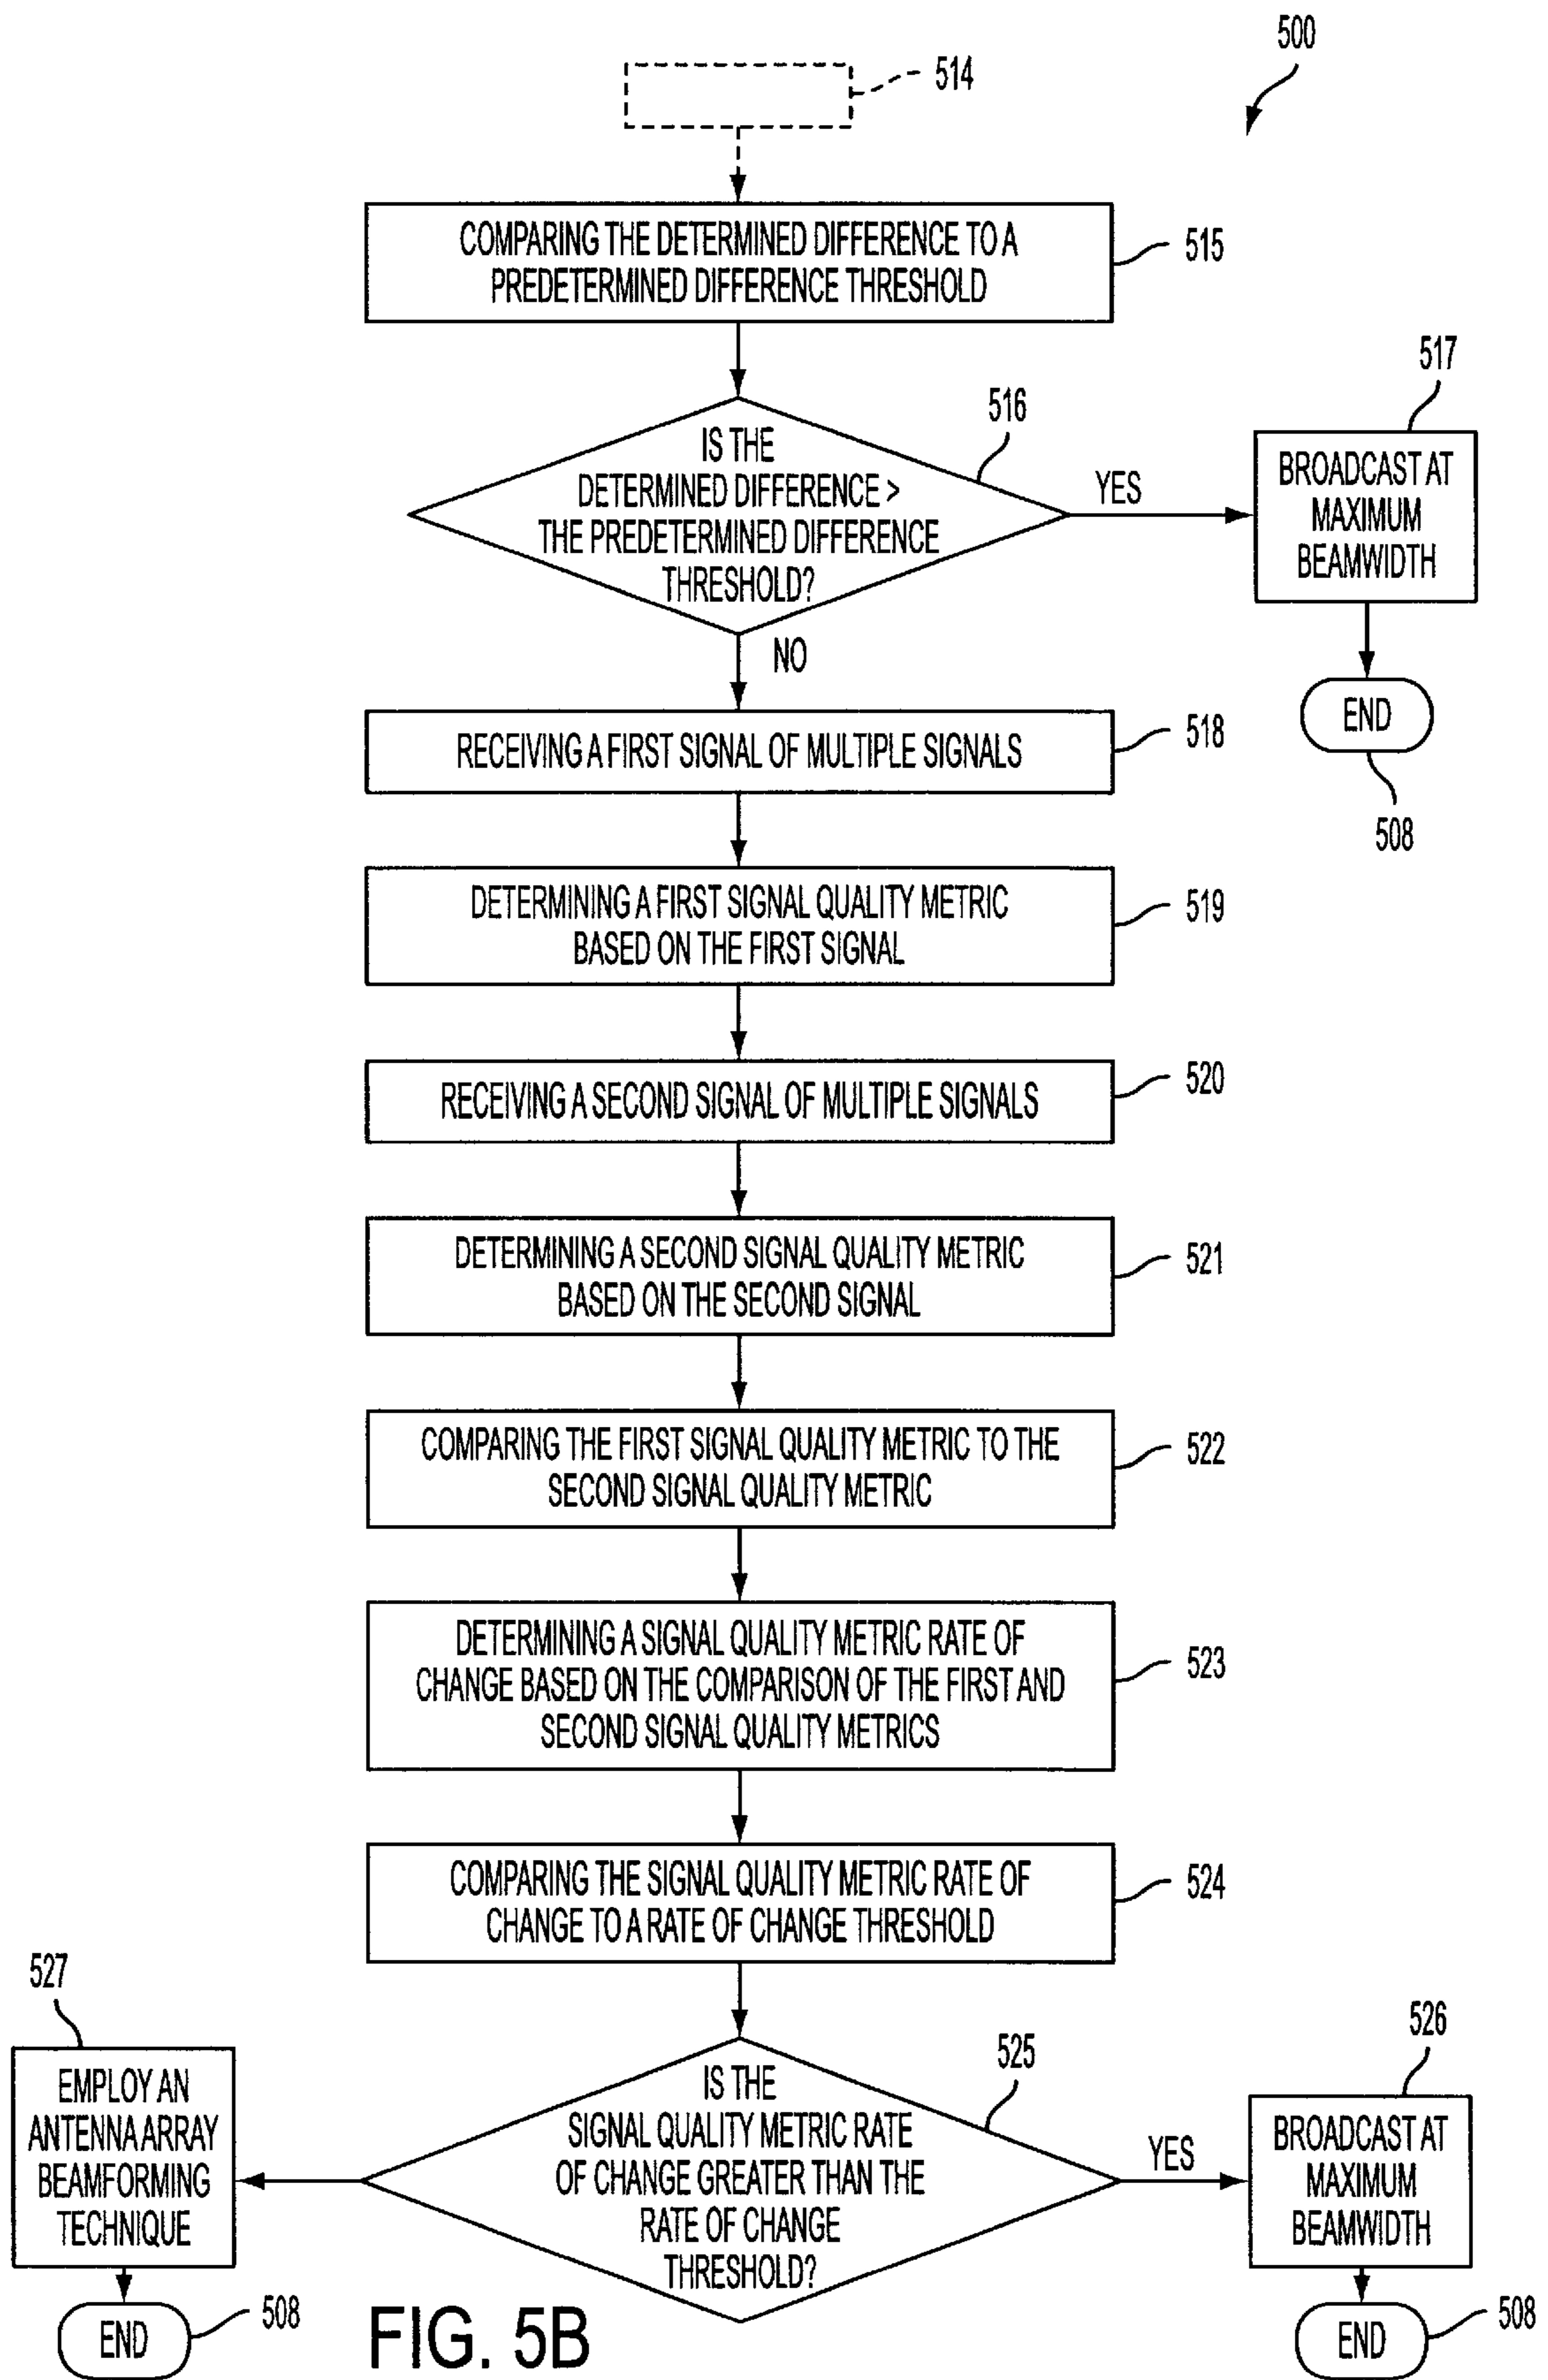 500
514
COMPARING THE DETERMINED DIFFERENCE TO A
PREDETERMINED DIFFERENCE THRESHOLD
515
516
IS THE
DETERMINED DIFFERENCE >
THE PREDETERMINED DIFFERENCE
THRESHOLD?
YES
517
BROADCAST AT
MAXIMUM
BEAMWIDTH
END
508
NO
RECEIVING A FIRST SIGNAL OF MULTIPLE SIGNALS
518
DETERMINING A FIRST SIGNAL QUALITY METRIC
BASED ON THE FIRST SIGNAL
519
RECEIVING A SECOND SIGNAL OF MULTIPLE SIGNALS
520
DETERMINING A SECOND SIGNAL QUALITY METRIC
BASED ON THE SECOND SIGNAL
521
COMPARING THE FIRST SIGNAL QUALITY METRIC TO THE
SECOND SIGNAL QUALITY METRIC
522
DETERMINING A SIGNAL QUALITY METRIC RATE OF
CHANGE BASED ON THE COMPARISON OF THE FIRST AND
SECOND SIGNAL QUALITY METRICS
523
COMPARING THE SIGNAL QUALITY METRIC RATE OF
CHANGE TO A RATE OF CHANGE THRESHOLD
524
527
EMPLOY AN
ANTENNA ARRAY
BEAMFORMING
TECHNIQUE
END
508
525
IS THE
SIGNAL QUALITY METRIC RATE
OF CHANGE GREATER THAN THE
RATE OF CHANGE
THRESHOLD?
YES
526
BROADCAST AT
MAXIMUM
BEAMWIDTH
END
508
FIG. 5B